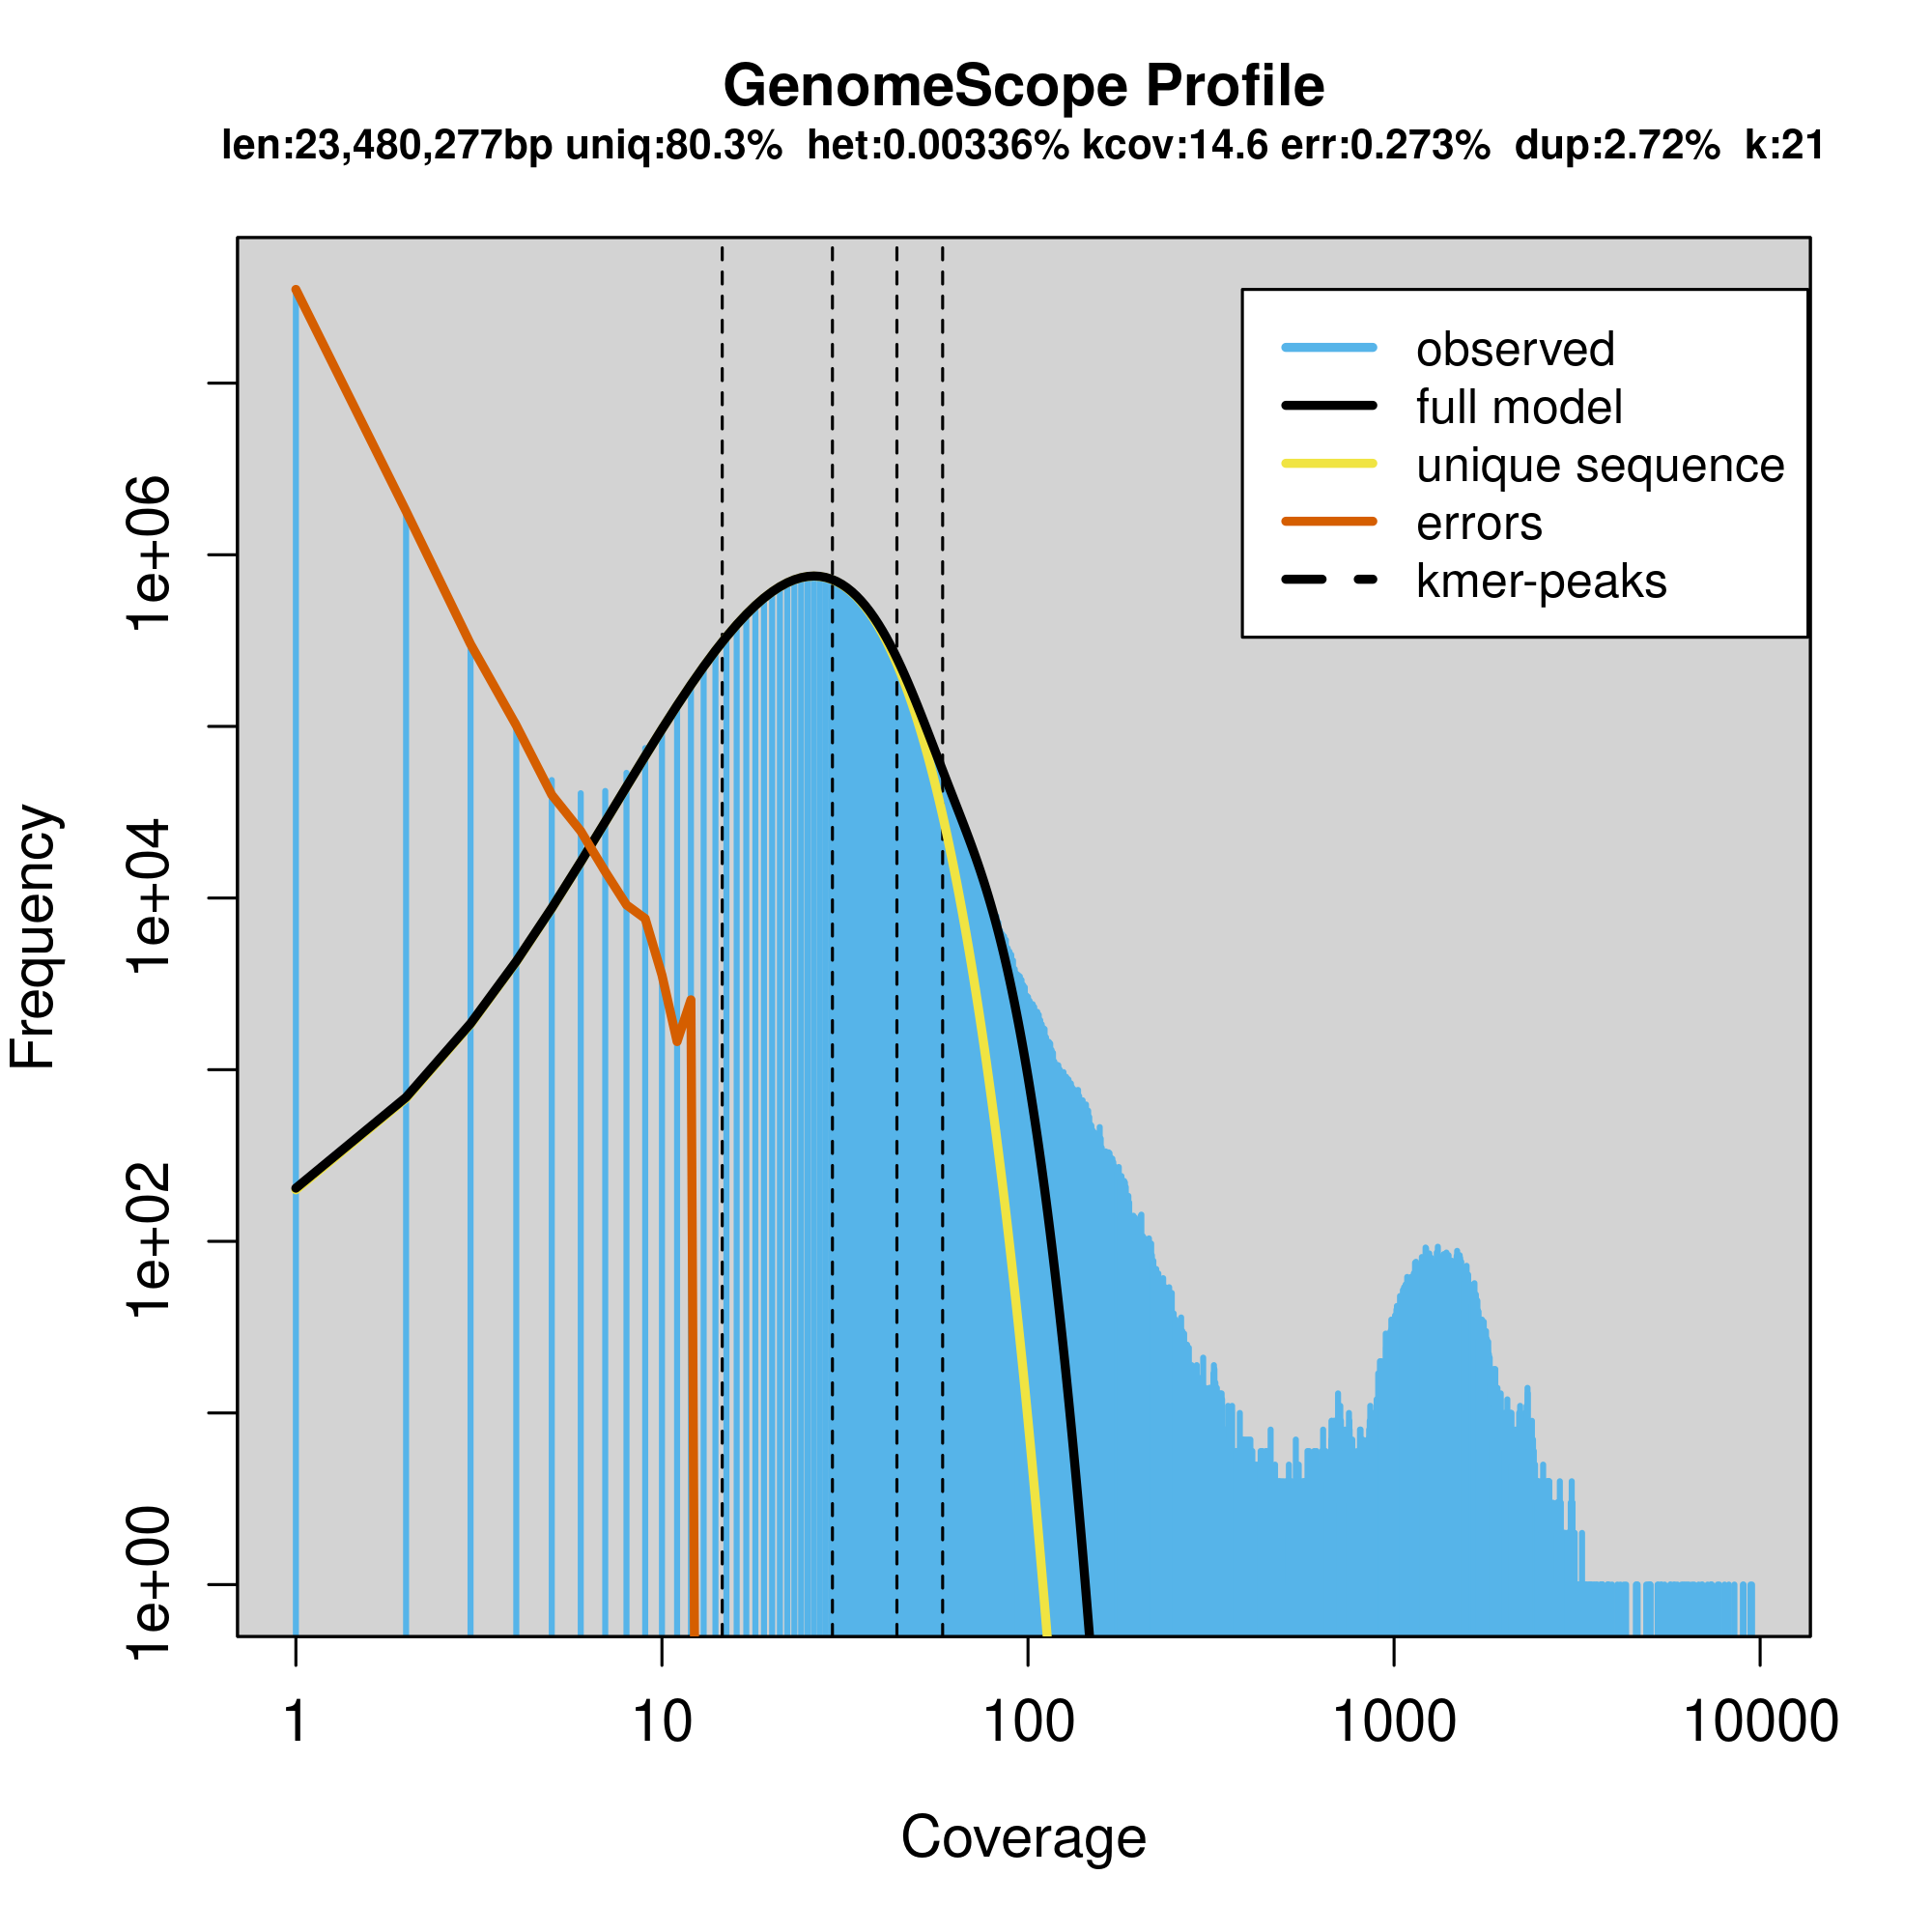 GenomeScope Profile
len:23,480,277bp uniq:80.3%  het:0.00336% kcov:14.6 err:0.273%  dup:2.72%  k:21
observed
full model
unique sequence
errors
kmer-peaks
Frequency
1e+06
1e+04
1e+02
1e+00
1 10 100 1000 10000
Coverage